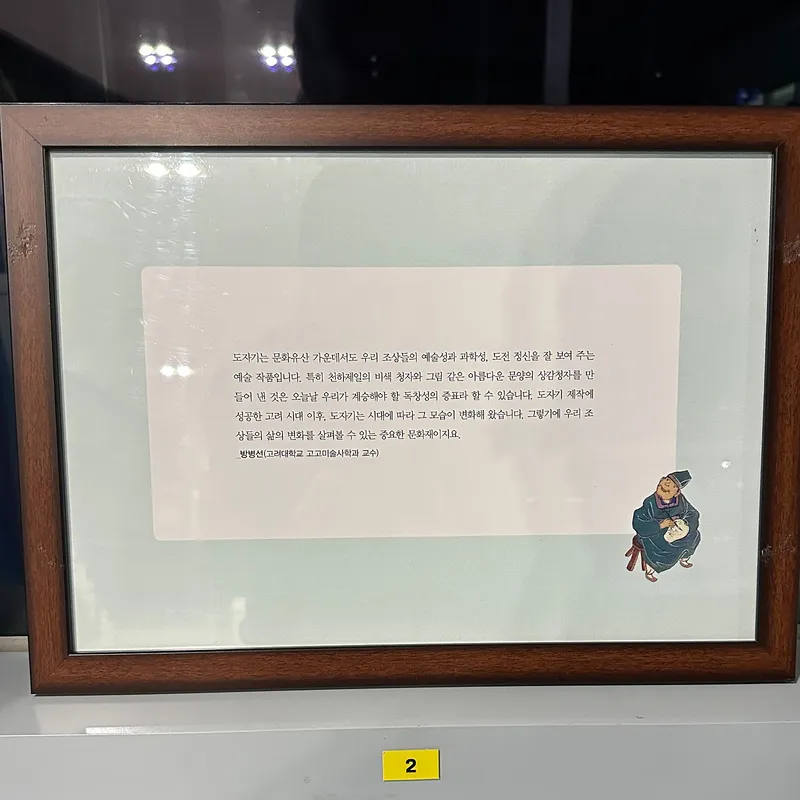 도자기는 문화유산 가운데서도 우리 조상들의 예술성과 과학성, 도전 정신을 잘 보여 주는
예술 작품입니다. 특히 천하제일의 비색 청자와 그림 같은 아름다운 문양의 상감청자를 만
들어 낸 것은 오늘날 우리가 계승해야 할 독창성의 증표라 할 수 있습니다. 도자기 제작에
성공한 고려 시대 이후, 도자기는 시대에 따라 그 모습이 변화해 왔습니다. 그렇기에 우리 조
상들의 삶의 변화를 살펴볼 수 있는 중요한 문화재이지요.
_방병선(고려대학교 고고미술사학과 교수)
2